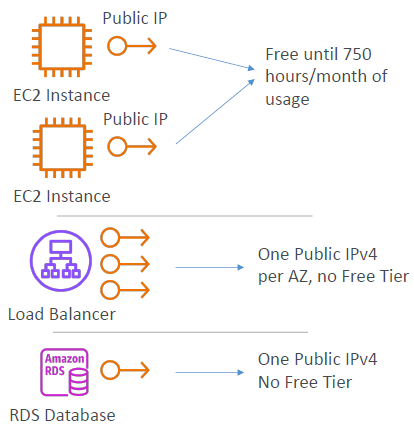 Public IP
EC2 Instance
Public IP
EC2 Instance
Free until 750
hours/month of
usage
Load Balancer
One Public IPv4
per AZ, no Free Tier
Amazon
RDS
RDS Database
One Public IPv4
No Free Tier